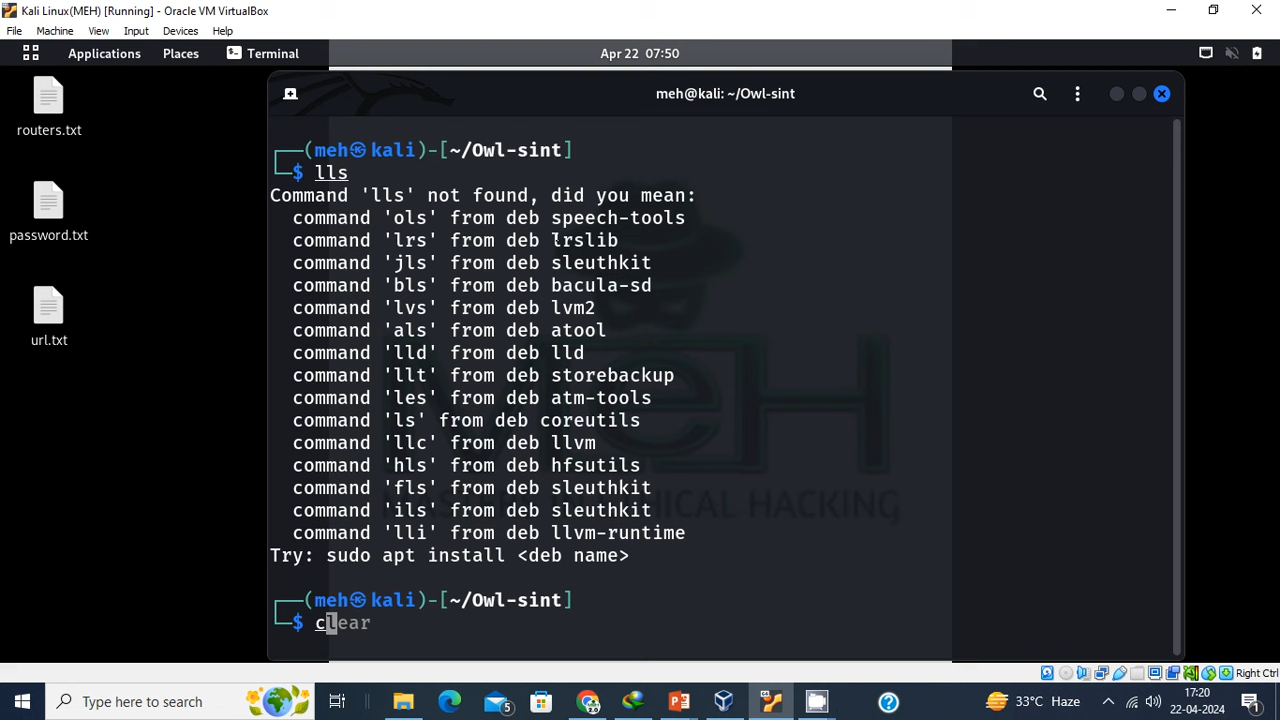 Kali Linux(MEH) [Running] - Oracle VM VirtualBox
File Machine View Input Devices Help
Applications Places Terminal Apr 22 07:50
routers.txt
password.txt
url.txt
meh@kali: ~/Owl-sint
┌──(meh㉿kali)-[~/Owl-sint]
└─$ lls
Command 'lls' not found, did you mean:
command 'ols' from deb speech-tools
command 'lrs' from deb lrslib
command 'jls' from deb sleuthkit
command 'bls' from deb bacula-sd
command 'lvs' from deb lvm2
command 'als' from deb atool
command 'lld' from deb lld
command 'llt' from deb storebackup
command 'les' from deb atm-tools
command 'ls' from deb coreutils
command 'llc' from deb llvm
command 'hls' from deb hfsutils
command 'fls' from deb sleuthkit
command 'ils' from deb sleuthkit
command 'lli' from deb llvm-runtime
Try: sudo apt install <deb name>
┌──(meh㉿kali)-[~/Owl-sint]
└─$ clear
Right Ctrl
Type here to search
5
2.0
33°C Haze
17:20
22-04-2024